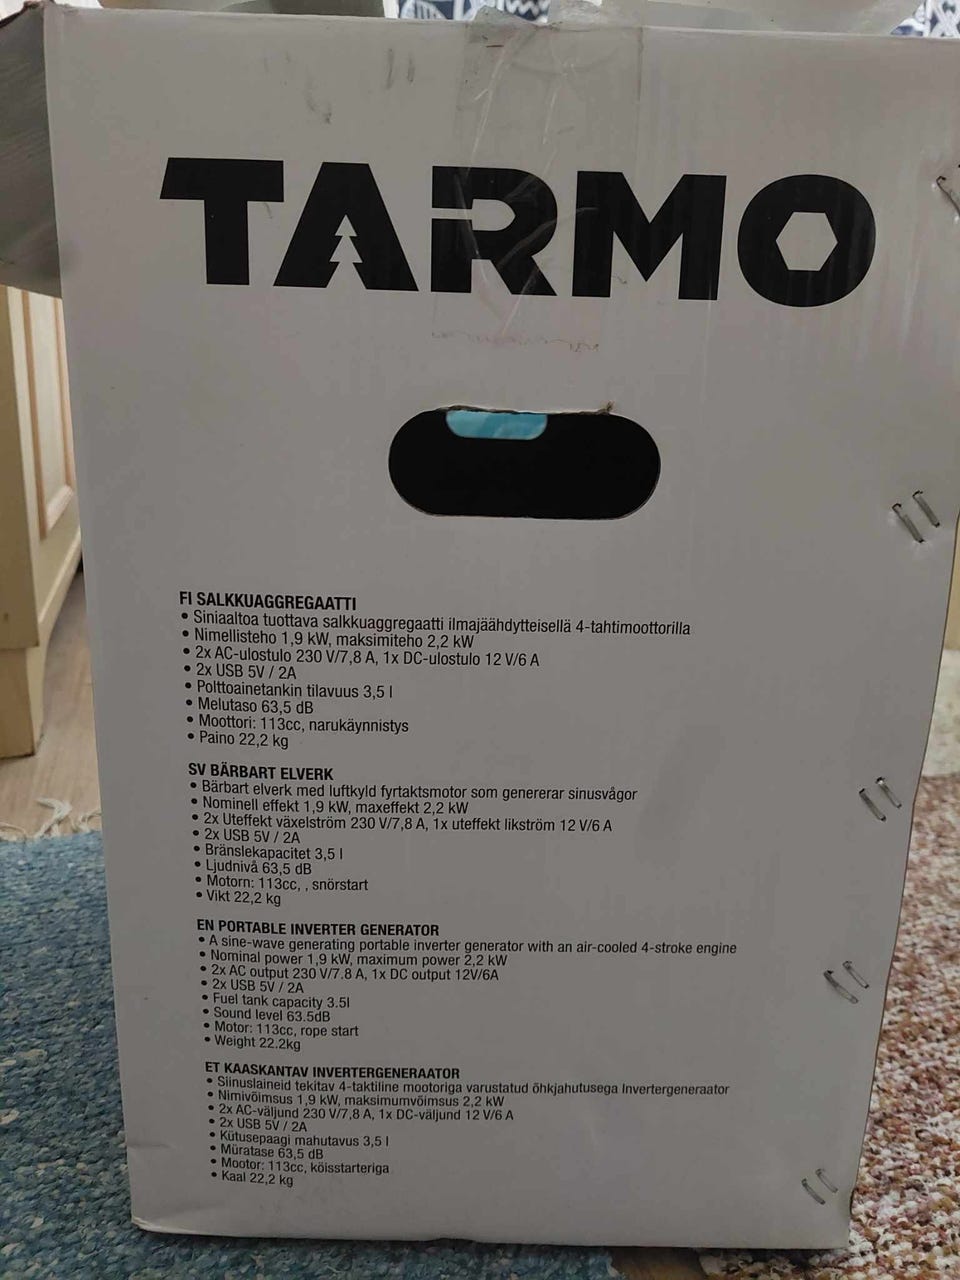 TARMO
FI SALKKUAGGREGAATTI
• Siniaaltoa tuottava salkkuaggregaatti ilmajäähdytteisellä 4-tahtimoottorilla
• Nimellisteho 1,9 kW, maksimiteho 2,2 kW
• 2x AC-ulostulo 230 V/7,8 A, 1x DC-ulostulo 12 V/6 A
• 2x USB 5V / 2A
• Polttoainetankin tilavuus 3,5 l
• Melutaso 63,5 dB
• Moottori: 113cc, narukäynnistys
• Paino 22,2 kg
SV BÄRBART ELVERK
• Bärbart elverk med luftkyld fyrtaktsmotor som genererar sinusvågor
• Nominell effekt 1,9 kW, maxeffekt 2,2 kW
• 2x Uteffekt växelström 230 V/7,8 A, 1x uteffekt likström 12 V/6 A
• 2x USB 5V / 2A
• Bränslekapacitet 3,5 l
• Ljudnivå 63,5 dB
• Motorn: 113cc, , snörstart
• Vikt 22,2 kg
EN PORTABLE INVERTER GENERATOR
• A sine-wave generating portable inverter generator with an air-cooled 4-stroke engine
• Nominal power 1,9 kW, maximum power 2,2 kW
• 2x AC output 230 V/7.8 A, 1x DC output 12V/6A
• 2x USB 5V / 2A
• Fuel tank capacity 3.5l
• Sound level 63.5dB
• Motor: 113cc, rope start
• Weight 22.2kg
ET KAASKANTAV INVERTERGENERAATOR
• Siinuslaineid tekitav 4-taktiline mootoriga varustatud õhkjahutusega Invertergeneraator
• Nimivõimsus 1,9 kW, maksimumvõimsus 2,2 kW
• 2x AC-väljund 230 V/7,8 A, 1x DC-väljund 12 V/6 A
• 2x USB 5V / 2A
• Kütusepaagi mahutavus 3,5 l
• Müratase 63,5 dB
• Mootor: 113cc, köisstarteriga
• Kaal 22,2 kg